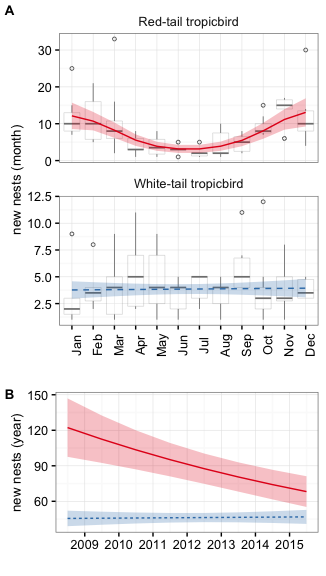 A
Red-tail tropicbird
30
20
10
0
White-tail tropicbird
12.5
10.0
7.5
5.0
2.5
new nests (month)
Jan Feb Mar Apr May Jun Jul Aug Sep Oct Nov Dec
B
150
120
90
60
new nests (year)
2009 2010 2011 2012 2013 2014 2015